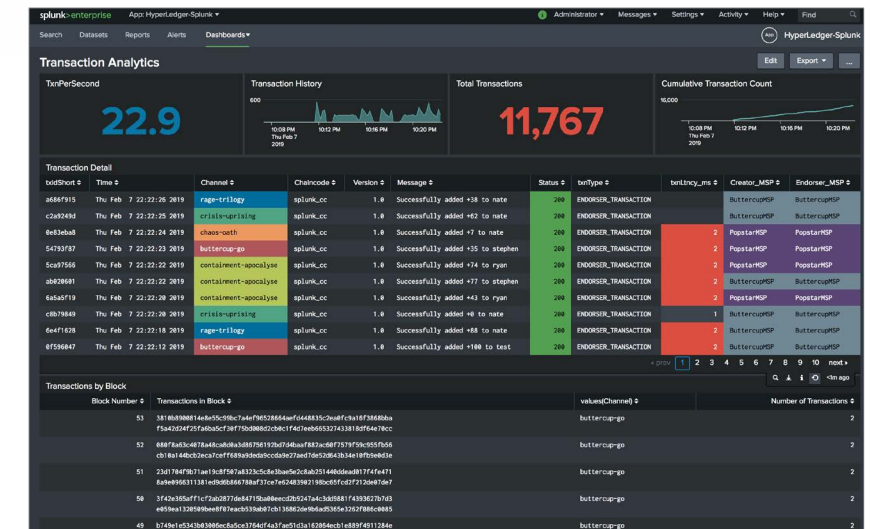 splunk>enterprise App: HyperLedger-Splunk ▾ Administrator ▾ Messages ▾ Settings ▾ Activity ▾ Help ▾ Find
Search Datasets Reports Alerts Dashboards ▾ App HyperLedger-Splunk
Transaction Analytics Edit Export ▾ ...
TxnPerSecond Transaction History Total Transactions Cumulative Transaction Count
22.9 11,767
600 15,000
10:08 PM 10:12 PM 10:16 PM 10:20 PM 10:08 PM 10:12 PM 10:16 PM 10:20 PM
Thu Feb 7 Thu Feb 7
2019 2019
Transaction Detail
txIdShort Time Channel Chaincode Version Message Status txnType txnLtncy_ms Creator_MSP Endorser_MSP
a686f915 Thu Feb 7 22:22:26 2019 rage-trilogy splunk_cc 1.0 Successfully added +38 to nate 200 ENDORSER_TRANSACTION ButtercupMSP ButtercupMSP
c2a9249d Thu Feb 7 22:22:25 2019 crisis-uprising splunk_cc 1.0 Successfully added +62 to nate 200 ENDORSER_TRANSACTION ButtercupMSP ButtercupMSP
0e83eba8 Thu Feb 7 22:22:24 2019 chaos-oath splunk_cc 1.0 Successfully added +7 to nate 200 ENDORSER_TRANSACTION 2 PopstarMSP PopstarMSP
54793f87 Thu Feb 7 22:22:23 2019 buttercup-go splunk_cc 1.0 Successfully added +35 to stephen 200 ENDORSER_TRANSACTION 2 PopstarMSP PopstarMSP
5ca97566 Thu Feb 7 22:22:22 2019 containment-apocalyse splunk_cc 1.0 Successfully added +74 to ryan 200 ENDORSER_TRANSACTION 2 PopstarMSP PopstarMSP
ab020601 Thu Feb 7 22:22:22 2019 containment-apocalyse splunk_cc 1.0 Successfully added +77 to stephen 200 ENDORSER_TRANSACTION 2 ButtercupMSP ButtercupMSP
6a5a5f19 Thu Feb 7 22:22:20 2019 containment-apocalyse splunk_cc 1.0 Successfully added +43 to ryan 200 ENDORSER_TRANSACTION 2 PopstarMSP PopstarMSP
c8b79849 Thu Feb 7 22:22:20 2019 crisis-uprising splunk_cc 1.0 Successfully added +0 to nate 200 ENDORSER_TRANSACTION 1 ButtercupMSP ButtercupMSP
6e4f1628 Thu Feb 7 22:22:18 2019 rage-trilogy splunk_cc 1.0 Successfully added +88 to nate 200 ENDORSER_TRANSACTION 2 ButtercupMSP ButtercupMSP
0f596047 Thu Feb 7 22:22:12 2019 buttercup-go splunk_cc 1.0 Successfully added +100 to test 200 ENDORSER_TRANSACTION 2 ButtercupMSP ButtercupMSP
« prev 1 2 3 4 5 6 7 8 9 10 next »
Transactions by Block <1m ago
Block Number Transactions in Block values(Channel) Number of Transactions
53 buttercup-go 2
52 buttercup-go 2
51 buttercup-go 2
50 buttercup-go 2
49 buttercup-go 2